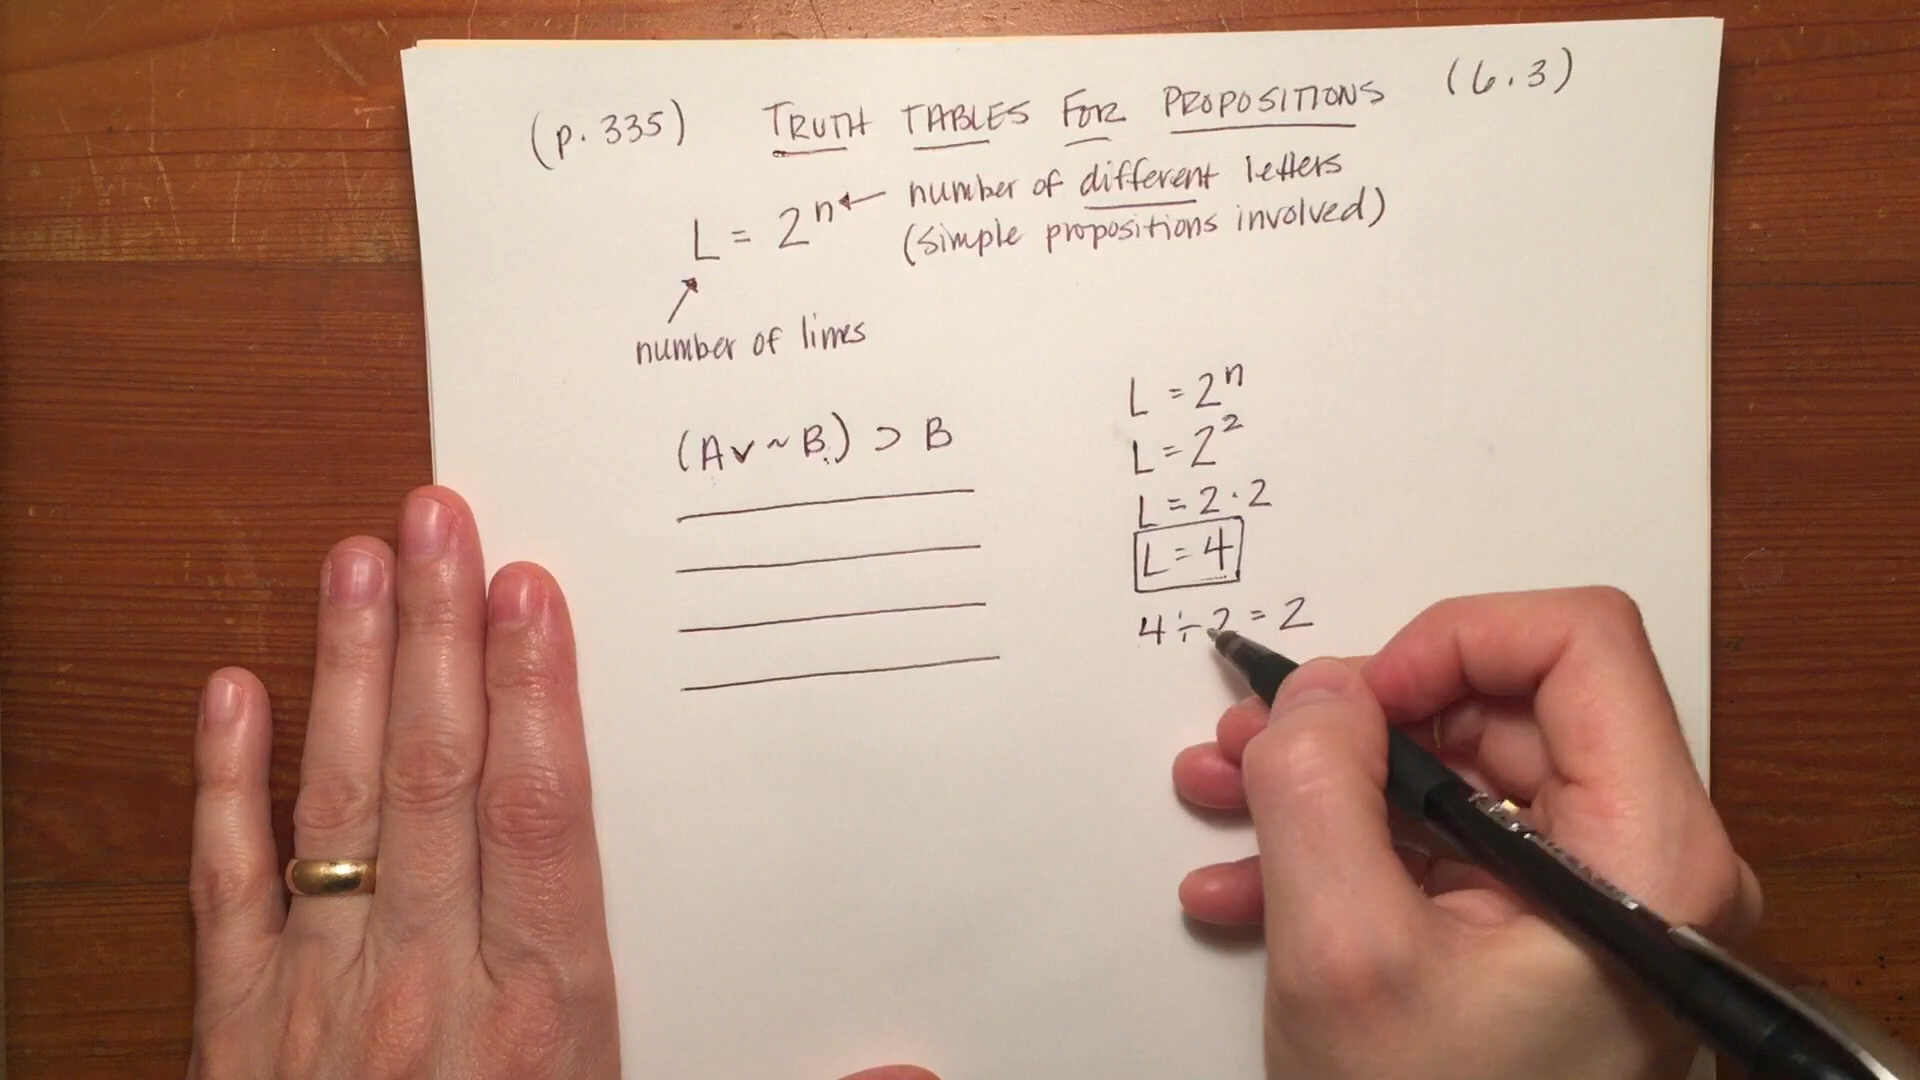 (p. 335) TRUTH TABLES FOR PROPOSITIONS (6.3)
L = 2ⁿ ← number of different letters
(simple propositions involved)
number of lines
(A v ~ B) ⊃ B
L = 2ⁿ
L = 2²
L = 2 · 2
L = 4
4 ÷ 2 = 2